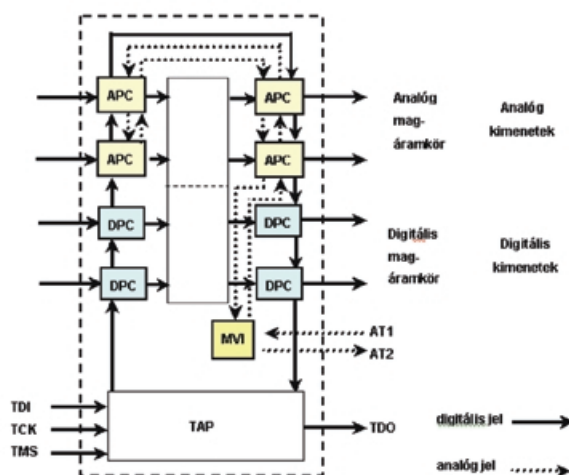 APC
APC
Analóg
mag-
áramkör
Analóg
kimenetek
APC
APC
DPC
DPC
Digitális
mag-
áramkör
Digitális
kimenetek
DPC
DPC
MVI
AT1
AT2
TDI
TCK
TMS
TAP
TDO
digitális jel
analóg jel